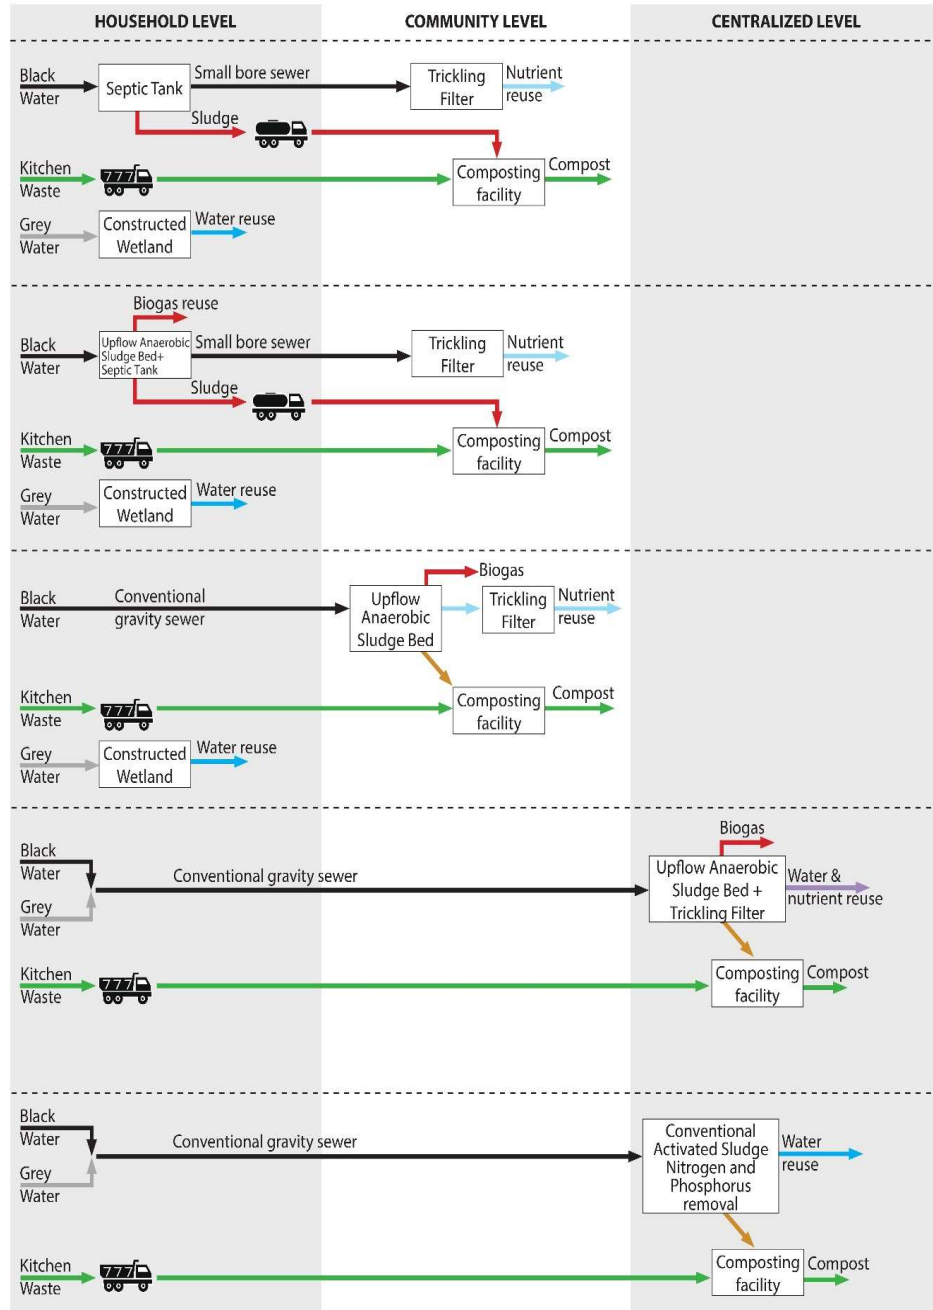 HOUSEHOLD LEVEL
COMMUNITY LEVEL
CENTRALIZED LEVEL
Black
Water
Septic Tank
Small bore sewer
Trickling
Filter
Nutrient
reuse
Sludge
Kitchen
Waste
Composting
facility
Compost
Grey
Water
Constructed
Wetland
Water reuse
Biogas reuse
Black
Water
Upflow Anaerobic
Sludge Bed+
Septic Tank
Small bore sewer
Trickling
Filter
Nutrient
reuse
Sludge
Kitchen
Waste
Composting
facility
Compost
Grey
Water
Constructed
Wetland
Water reuse
Biogas
Black
Water
Conventional
gravity sewer
Upflow
Anaerobic
Sludge Bed
Trickling
Filter
Nutrient
reuse
Kitchen
Waste
Composting
facility
Compost
Grey
Water
Constructed
Wetland
Water reuse
Biogas
Black
Water
Grey
Water
Conventional gravity sewer
Upflow Anaerobic
Sludge Bed +
Trickling Filter
Water &
nutrient reuse
Kitchen
Waste
Composting
facility
Compost
Black
Water
Grey
Water
Conventional gravity sewer
Conventional
Activated Sludge
Nitrogen and
Phosphorus
removal
Water
reuse
Kitchen
Waste
Composting
facility
Compost